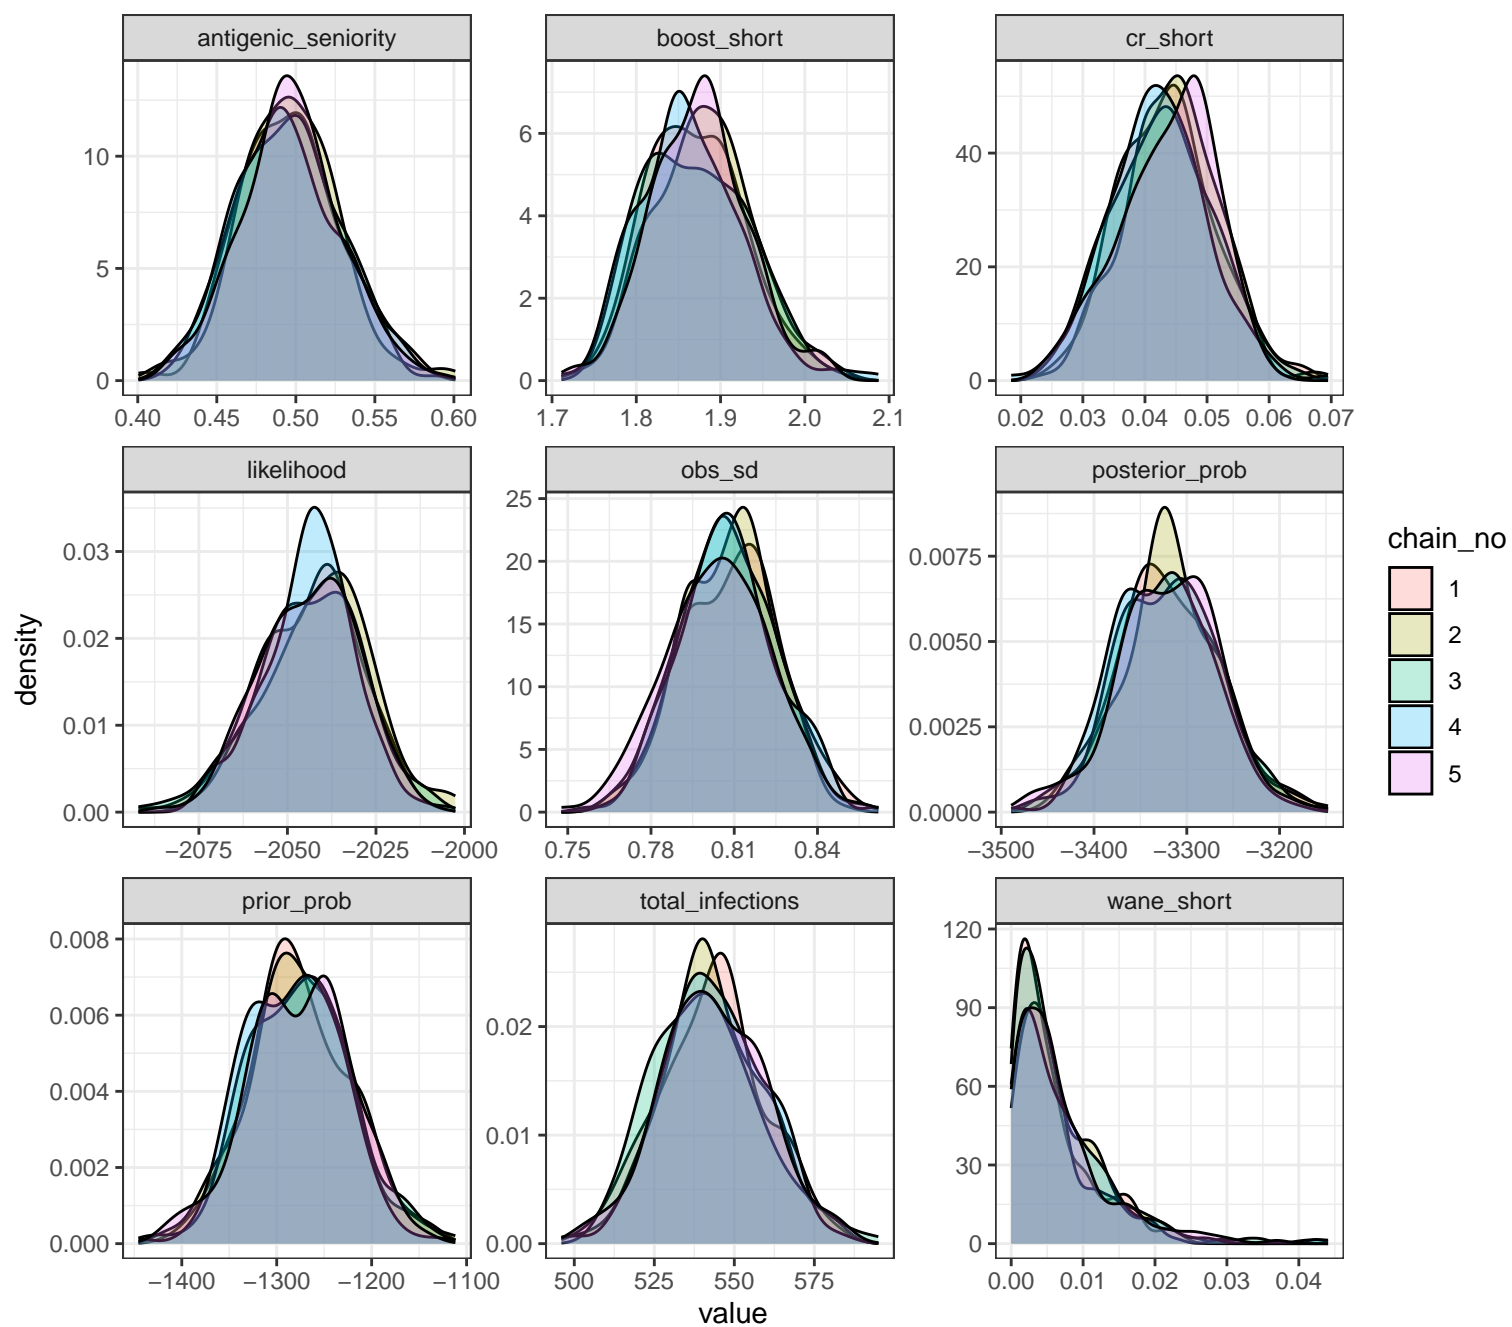 antigenic_seniority
boost_short
cr_short
0
5
10
0.40 0.45 0.50 0.55 0.60
0
2
4
6
1.7 1.8 1.9 2.0 2.1
0
20
40
0.02 0.03 0.04 0.05 0.06 0.07
likelihood
obs_sd
posterior_prob
0.00
0.01
0.02
0.03
−2075 −2050 −2025 −2000
0
5
10
15
20
25
0.75 0.78 0.81 0.84
0.0000
0.0025
0.0050
0.0075
−3500 −3400 −3300 −3200
prior_prob
total_infections
wane_short
0.000
0.002
0.004
0.006
0.008
−1400 −1300 −1200 −1100
0.00
0.01
0.02
500 525 550 575
0
30
60
90
120
0.00 0.01 0.02 0.03 0.04
value
density
chain_no
1
2
3
4
5